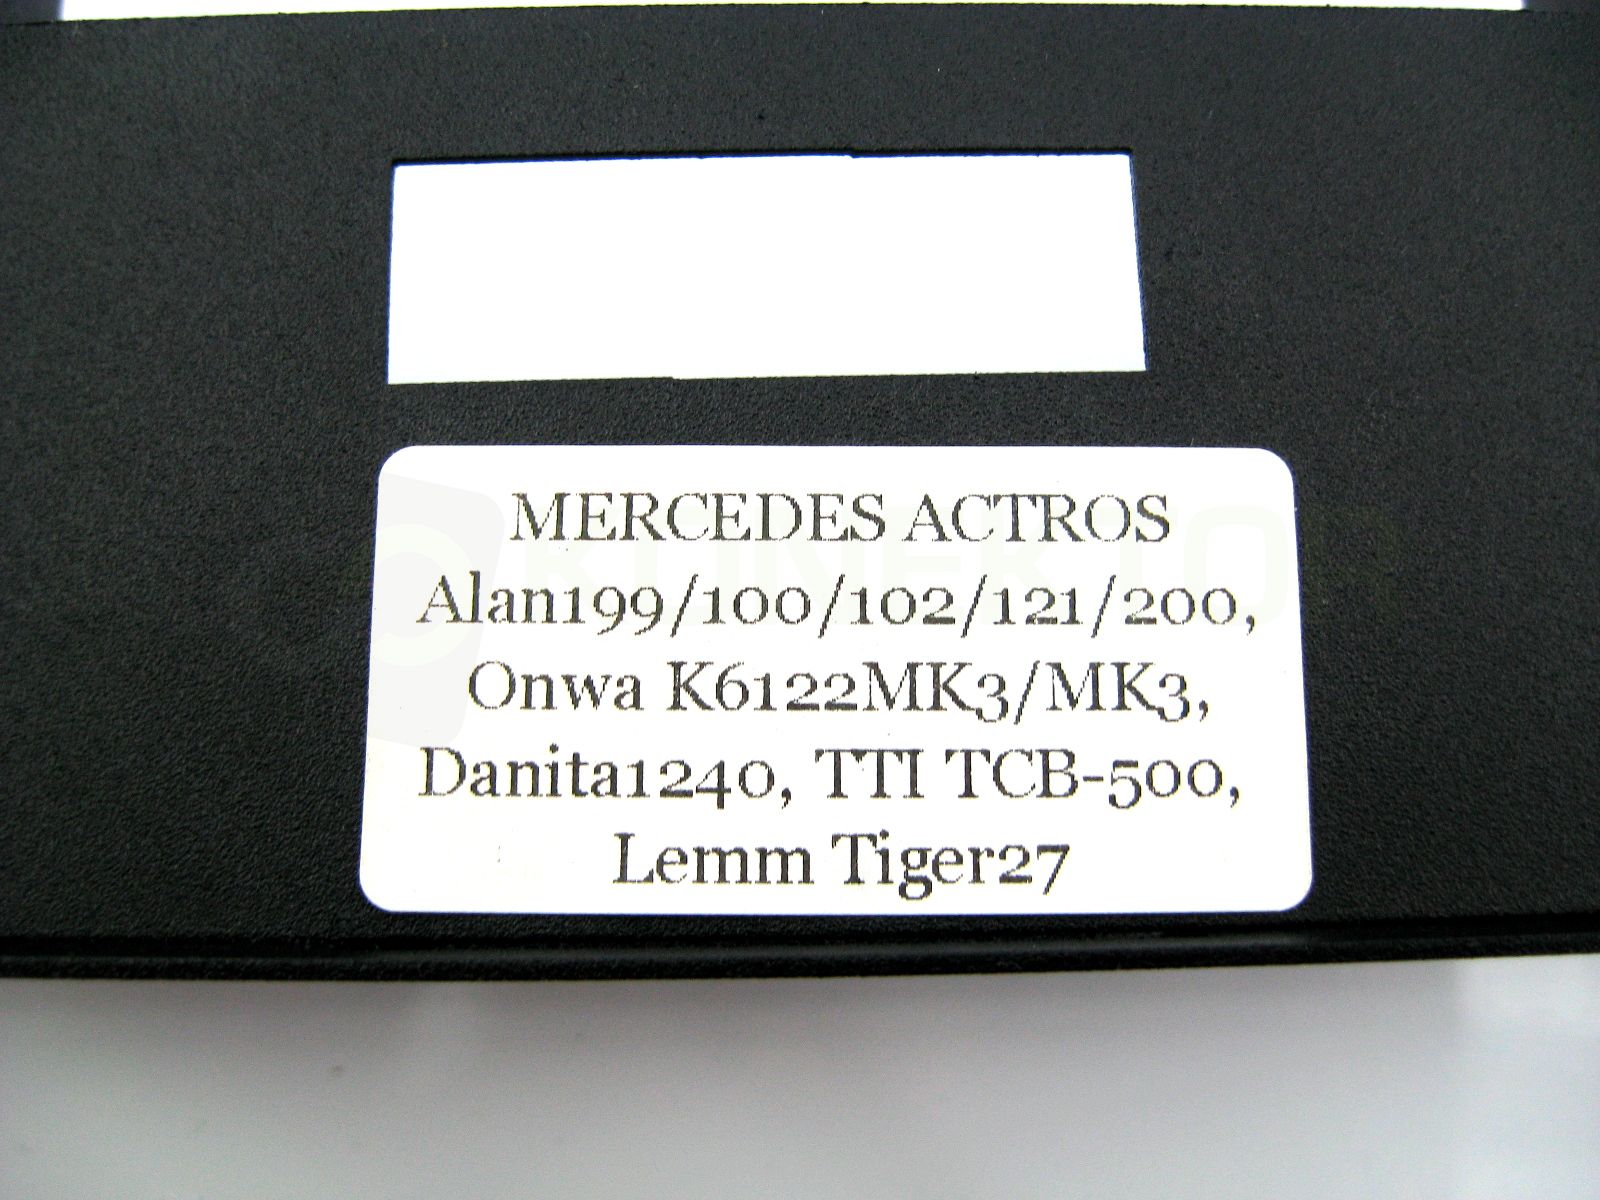 MERCEDES ACTROS
Alan199/100/102/121/200,
Onwa K6122MK3/MK3,
Danita1240, TTI TCB-500,
Lemm Tiger27